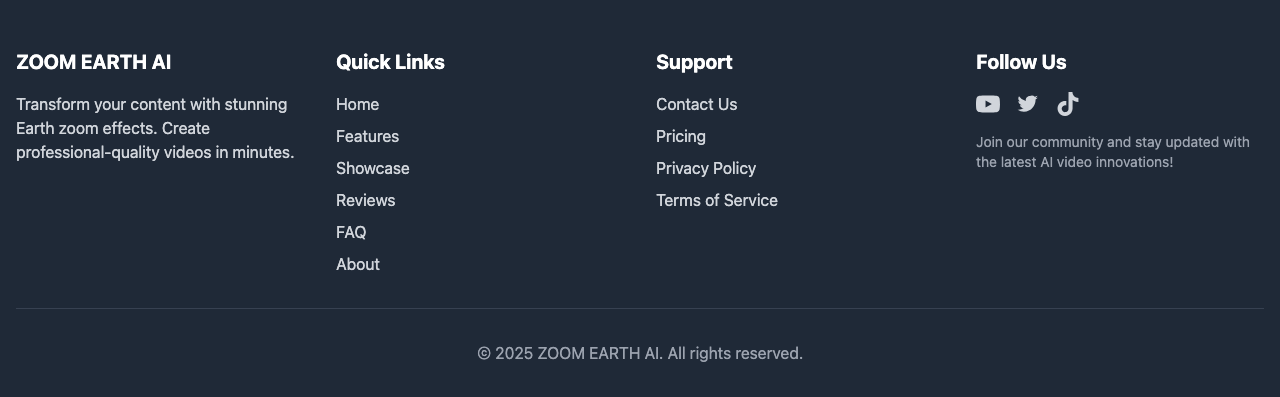 ZOOM EARTH AI
Transform your content with stunning
Earth zoom effects. Create
professional-quality videos in minutes.
Quick Links
Home
Features
Showcase
Reviews
FAQ
About
Support
Contact Us
Pricing
Privacy Policy
Terms of Service
Follow Us
Join our community and stay updated with
the latest AI video innovations!
© 2025 ZOOM EARTH AI. All rights reserved.